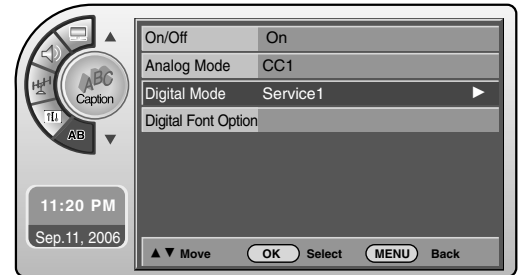 On/Off On
Analog Mode CC1
Digital Mode Service1 ►
Digital Font Option
ABC
Caption
AB
11:20 PM
Sep.11, 2006
▲▼ Move OK Select MENU Back